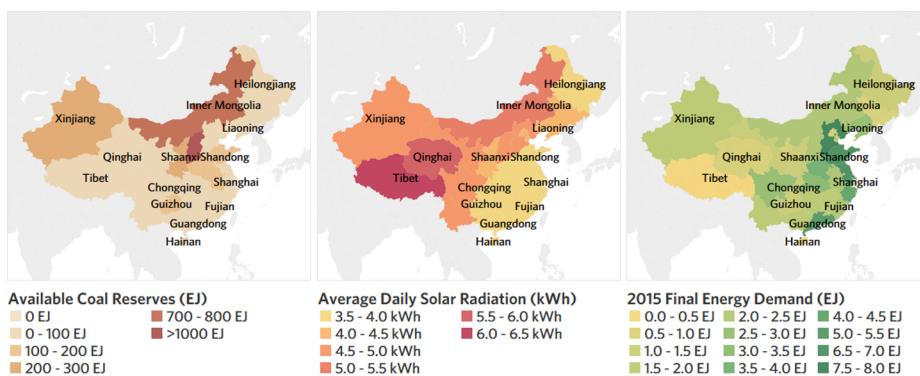 Heilongjiang
Inner Mongolia
Xinjiang
Liaoning
Qinghai
Shaanxi
Shandong
Tibet
Chongqing
Shanghai
Guizhou
Fujian
Guangdong
Hainan
Available Coal Reserves (EJ)
0 EJ
0 - 100 EJ
100 - 200 EJ
200 - 300 EJ
700 - 800 EJ
>1000 EJ
Heilongjiang
Inner Mongolia
Xinjiang
Liaoning
Qinghai
Shaanxi
Shandong
Tibet
Chongqing
Shanghai
Guizhou
Fujian
Guangdong
Hainan
Average Daily Solar Radiation (kWh)
3.5 - 4.0 kWh
4.0 - 4.5 kWh
4.5 - 5.0 kWh
5.0 - 5.5 kWh
5.5 - 6.0 kWh
6.0 - 6.5 kWh
Heilongjiang
Inner Mongolia
Xinjiang
Liaoning
Qinghai
Shaanxi
Shandong
Tibet
Chongqing
Shanghai
Guizhou
Fujian
Guangdong
Hainan
2015 Final Energy Demand (EJ)
0.0 - 0.5 EJ
0.5 - 1.0 EJ
1.0 - 1.5 EJ
1.5 - 2.0 EJ
2.0 - 2.5 EJ
2.5 - 3.0 EJ
3.0 - 3.5 EJ
3.5 - 4.0 EJ
4.0 - 4.5 EJ
5.0 - 5.5 EJ
6.5 - 7.0 EJ
7.5 - 8.0 EJ